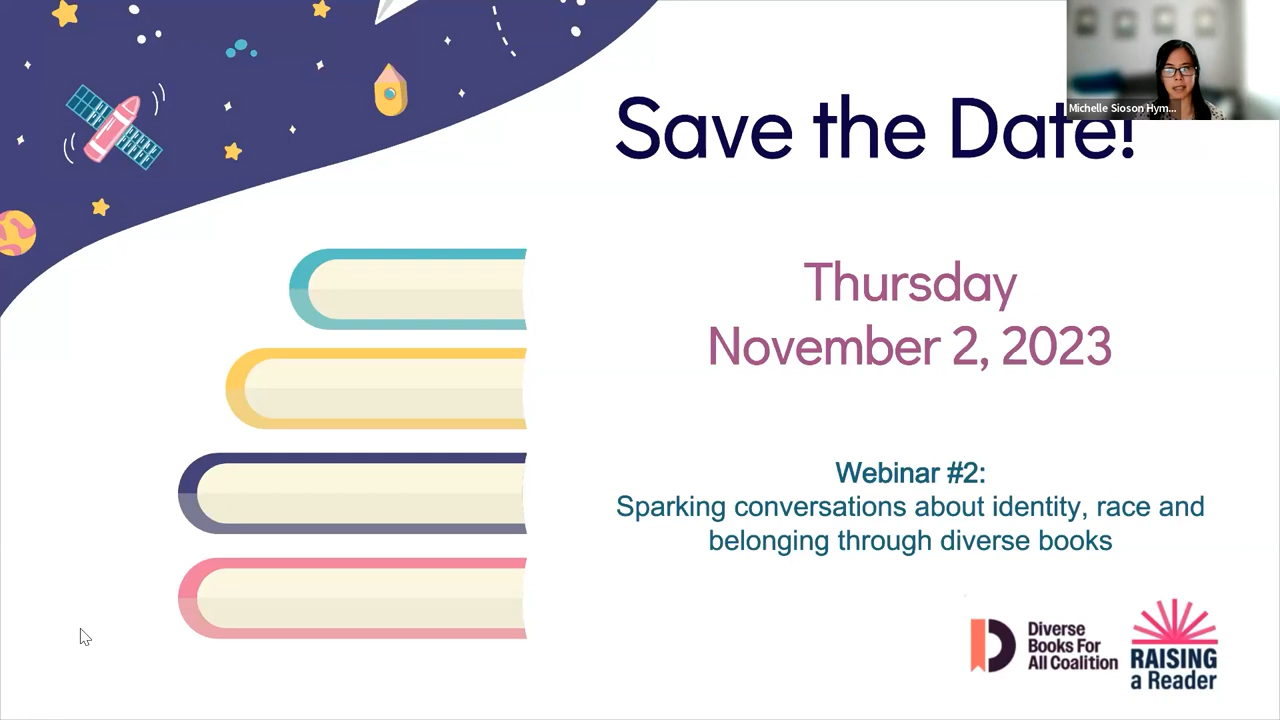 Michelle Sioson Hym...
Save the Date!
Thursday
November 2, 2023
Webinar #2:
Sparking conversations about identity, race and
belonging through diverse books
Diverse
Books For
All Coalition
RAISING
a Reader